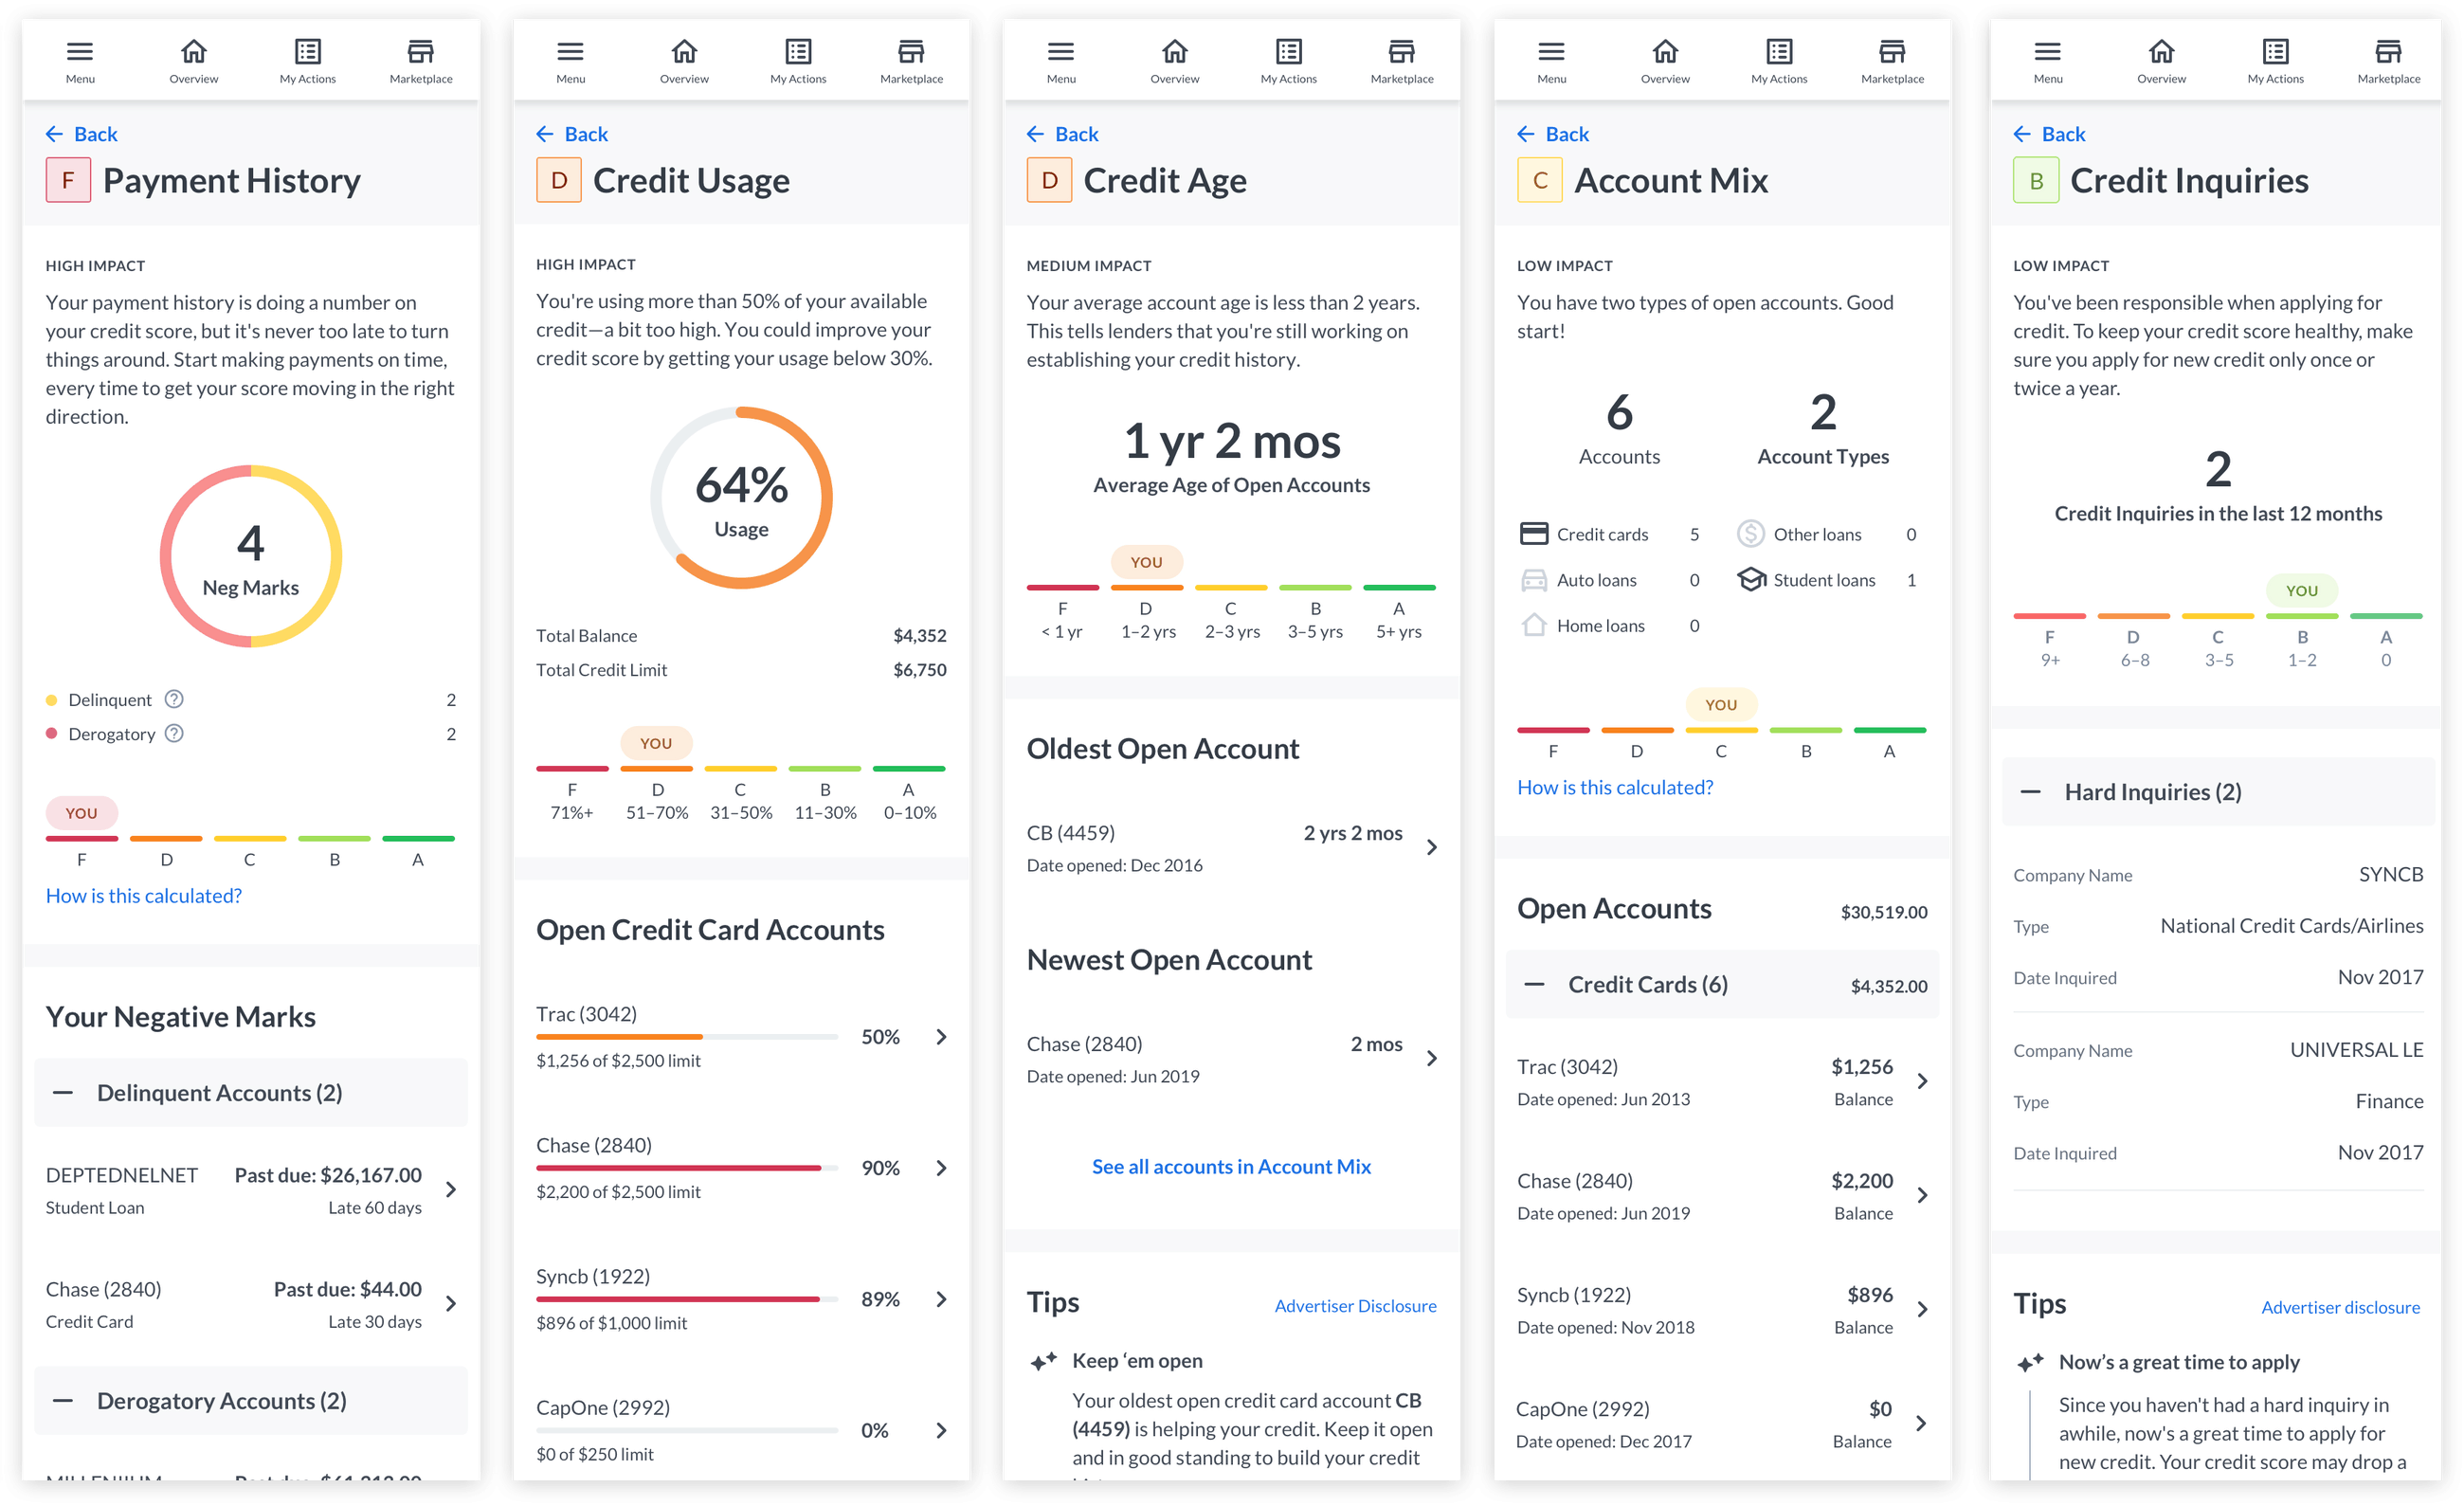 Menu
Overview
My Actions
Marketplace
Back
F
Payment History
HIGH IMPACT
Your payment history is doing a number on
your credit score, but it's never too late to turn
things around. Start making payments on time,
every time to get your score moving in the right
direction.
4
Neg Marks
Delinquent 2
Derogatory 2
YOU
F D C B A
How is this calculated?
Your Negative Marks
Delinquent Accounts (2)
DEPTEDNELNET Past due: $26,167.00
Student Loan Late 60 days
Chase (2840) Past due: $44.00
Credit Card Late 30 days
Derogatory Accounts (2)
Menu
Overview
My Actions
Marketplace
Back
D
Credit Usage
HIGH IMPACT
You're using more than 50% of your available
credit—a bit too high. You could improve your
credit score by getting your usage below 30%.
64%
Usage
Total Balance $4,352
Total Credit Limit $6,750
YOU
F D C B A
71%+ 51–70% 31–50% 11–30% 0–10%
Open Credit Card Accounts
Trac (3042)
50%
$1,256 of $2,500 limit
Chase (2840)
90%
$2,200 of $2,500 limit
Syncb (1922)
89%
$896 of $1,000 limit
CapOne (2992)
0%
$0 of $250 limit
Menu
Overview
My Actions
Marketplace
Back
D
Credit Age
MEDIUM IMPACT
Your average account age is less than 2 years.
This tells lenders that you're still working on
establishing your credit history.
1 yr 2 mos
Average Age of Open Accounts
YOU
F D C B A
< 1 yr 1–2 yrs 2–3 yrs 3–5 yrs 5+ yrs
Oldest Open Account
CB (4459) 2 yrs 2 mos
Date opened: Dec 2016
Newest Open Account
Chase (2840) 2 mos
Date opened: Jun 2019
See all accounts in Account Mix
Tips Advertiser Disclosure
Keep ‘em open
Your oldest open credit card account CB
(4459) is helping your credit. Keep it open
and in good standing to build your credit
Menu
Overview
My Actions
Marketplace
Back
C
Account Mix
LOW IMPACT
You have two types of open accounts. Good
start!
6 2
Accounts Account Types
Credit cards 5 Other loans 0
Auto loans 0 Student loans 1
Home loans 0
YOU
F D C B A
How is this calculated?
Open Accounts $30,519.00
Credit Cards (6) $4,352.00
Trac (3042) $1,256
Date opened: Jun 2013 Balance
Chase (2840) $2,200
Date opened: Jun 2019 Balance
Syncb (1922) $896
Date opened: Nov 2018 Balance
CapOne (2992) $0
Date opened: Dec 2017 Balance
Menu
Overview
My Actions
Marketplace
Back
B
Credit Inquiries
LOW IMPACT
You've been responsible when applying for
credit. To keep your credit score healthy, make
sure you apply for new credit only once or
twice a year.
2
Credit Inquiries in the last 12 months
YOU
F D C B A
9+ 6–8 3–5 1–2 0
Hard Inquiries (2)
Company Name SYNCB
Type National Credit Cards/Airlines
Date Inquired Nov 2017
Company Name UNIVERSAL LE
Type Finance
Date Inquired Nov 2017
Tips Advertiser disclosure
Now’s a great time to apply
Since you haven't had a hard inquiry in
awhile, now's a great time to apply for
new credit. Your credit score may drop a